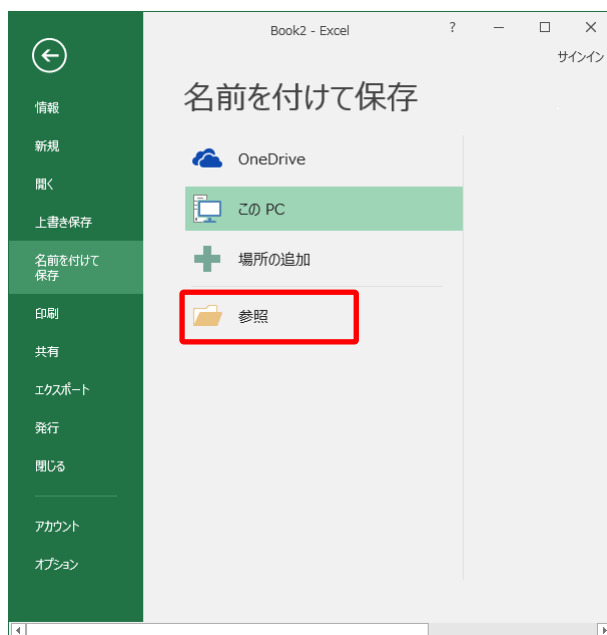 Book2 - Excel
?
サインイン
情報
新規
開く
上書き保存
名前を付けて
保存
印刷
共有
エクスポート
発行
閉じる
アカウント
オプション
名前を付けて保存
OneDrive
この PC
場所の追加
参照